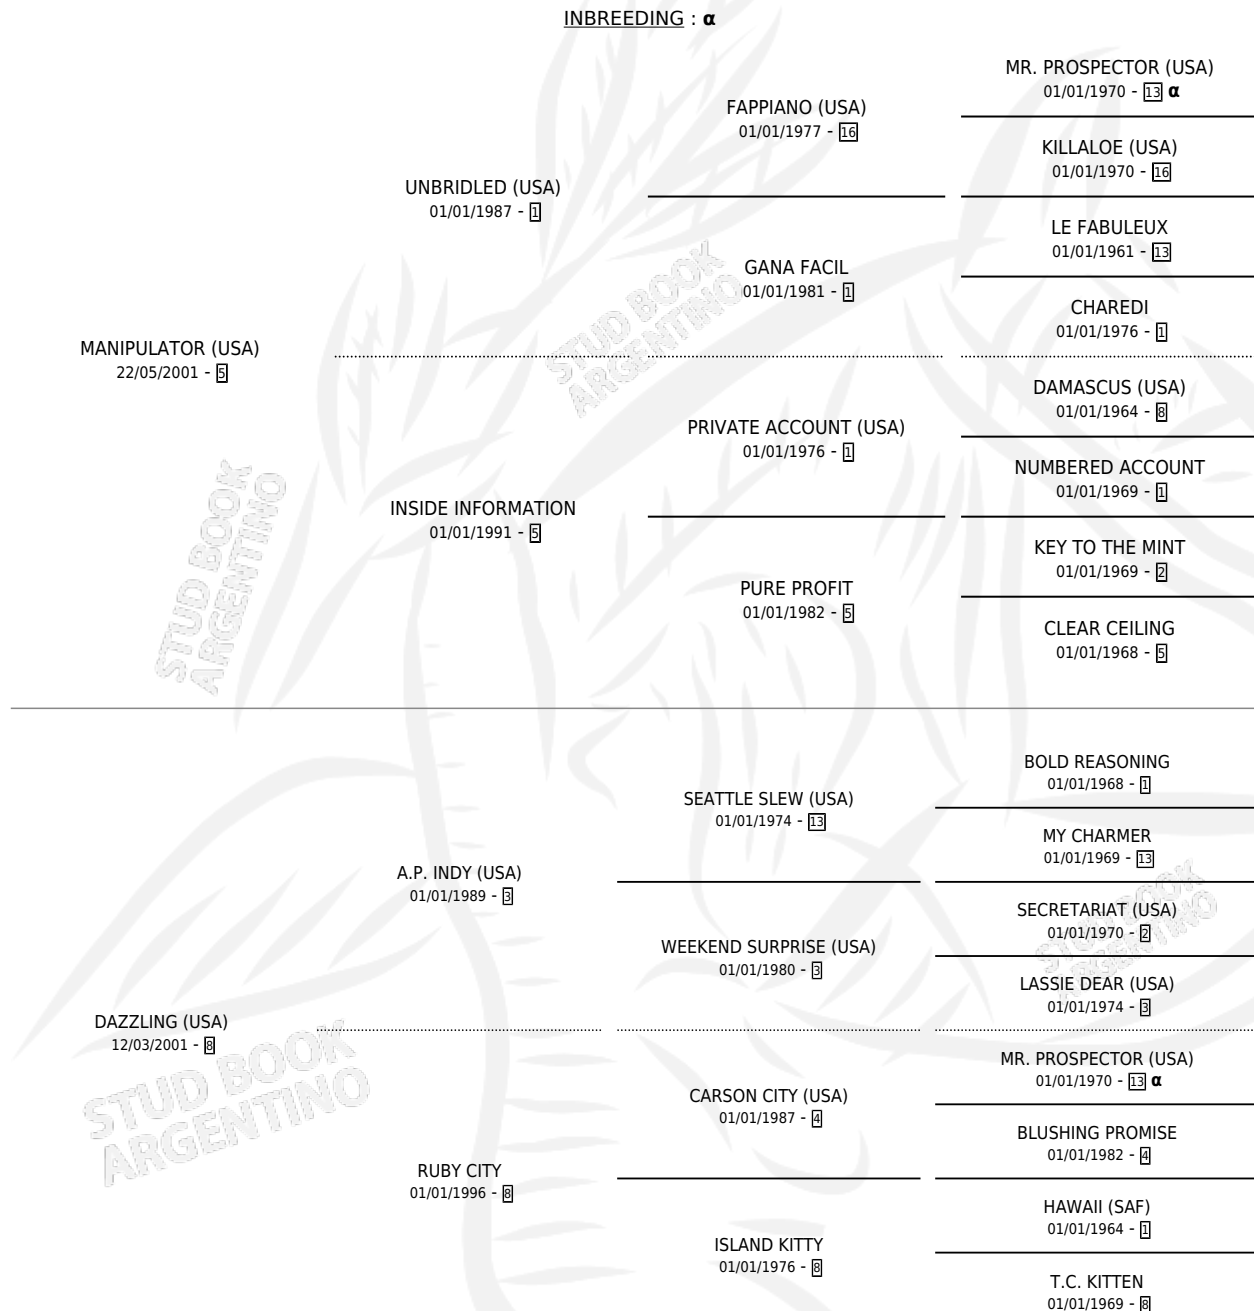 INBREEDING : α
MR. PROSPECTOR (USA)
01/01/1970 - 13 α
FAPPIANO (USA)
01/01/1977 - 16
KILLALOE (USA)
01/01/1970 - 16
UNBRIDLED (USA)
01/01/1987 - 1
LE FABULEUX
01/01/1961 - 13
GANA FACIL
01/01/1981 - 1
CHAREDI
01/01/1976 - 1
MANIPULATOR (USA)
22/05/2001 - 5
DAMASCUS (USA)
01/01/1964 - 8
PRIVATE ACCOUNT (USA)
01/01/1976 - 1
NUMBERED ACCOUNT
01/01/1969 - 1
INSIDE INFORMATION
01/01/1991 - 5
KEY TO THE MINT
01/01/1969 - 2
PURE PROFIT
01/01/1982 - 5
CLEAR CEILING
01/01/1968 - 5
BOLD REASONING
01/01/1968 - 1
SEATTLE SLEW (USA)
01/01/1974 - 13
MY CHARMER
01/01/1969 - 13
A.P. INDY (USA)
01/01/1989 - 3
SECRETARIAT (USA)
01/01/1970 - 2
WEEKEND SURPRISE (USA)
01/01/1980 - 3
LASSIE DEAR (USA)
01/01/1974 - 3
DAZZLING (USA)
12/03/2001 - 8
MR. PROSPECTOR (USA)
01/01/1970 - 13 α
CARSON CITY (USA)
01/01/1987 - 4
BLUSHING PROMISE
01/01/1982 - 4
RUBY CITY
01/01/1996 - 8
HAWAII (SAF)
01/01/1964 - 1
ISLAND KITTY
01/01/1976 - 8
T.C. KITTEN
01/01/1969 - 8
STUD BOOK
ARGENTINO
STUD BOOK
ARGENTINO
STUD BOOK
ARGENTINO
STUD BOOK
ARGENTINO